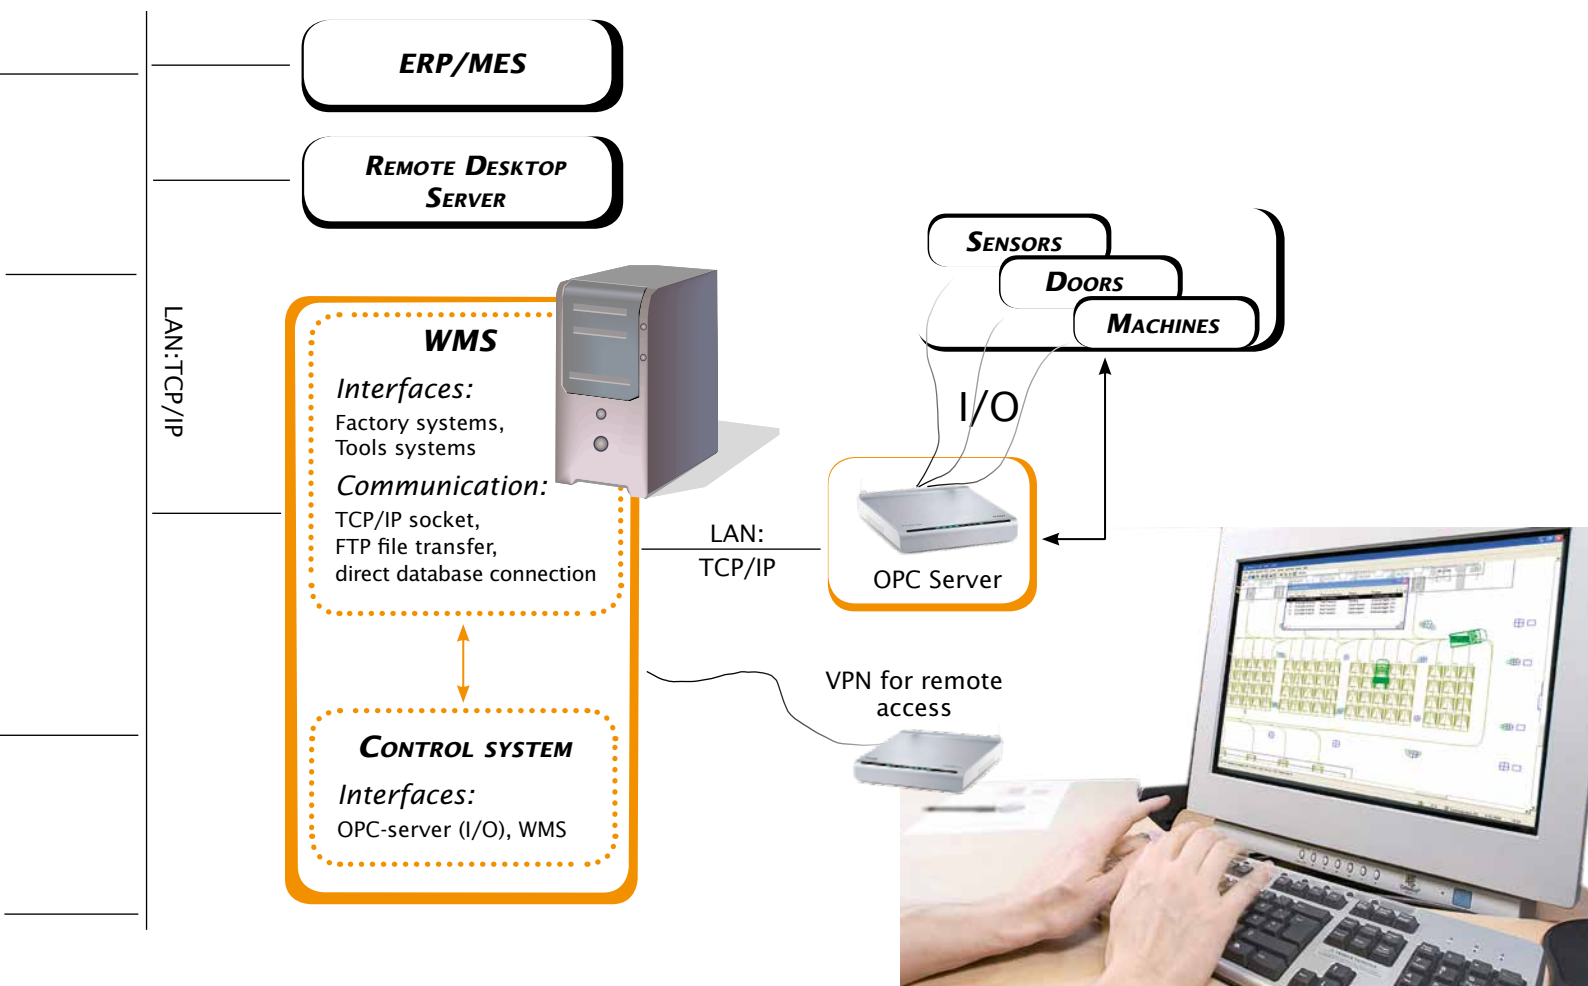 ERP/MES
REMOTE DESKTOP
SERVER
LAN:TCP/IP
WMS
Interfaces:
Factory systems,
Tools systems
Communication:
TCP/IP socket,
FTP file transfer,
direct database connection
CONTROL SYSTEM
Interfaces:
OPC-server (I/O), WMS
LAN:
TCP/IP
SENSORS
DOORS
MACHINES
I/O
OPC Server
VPN for remote
access